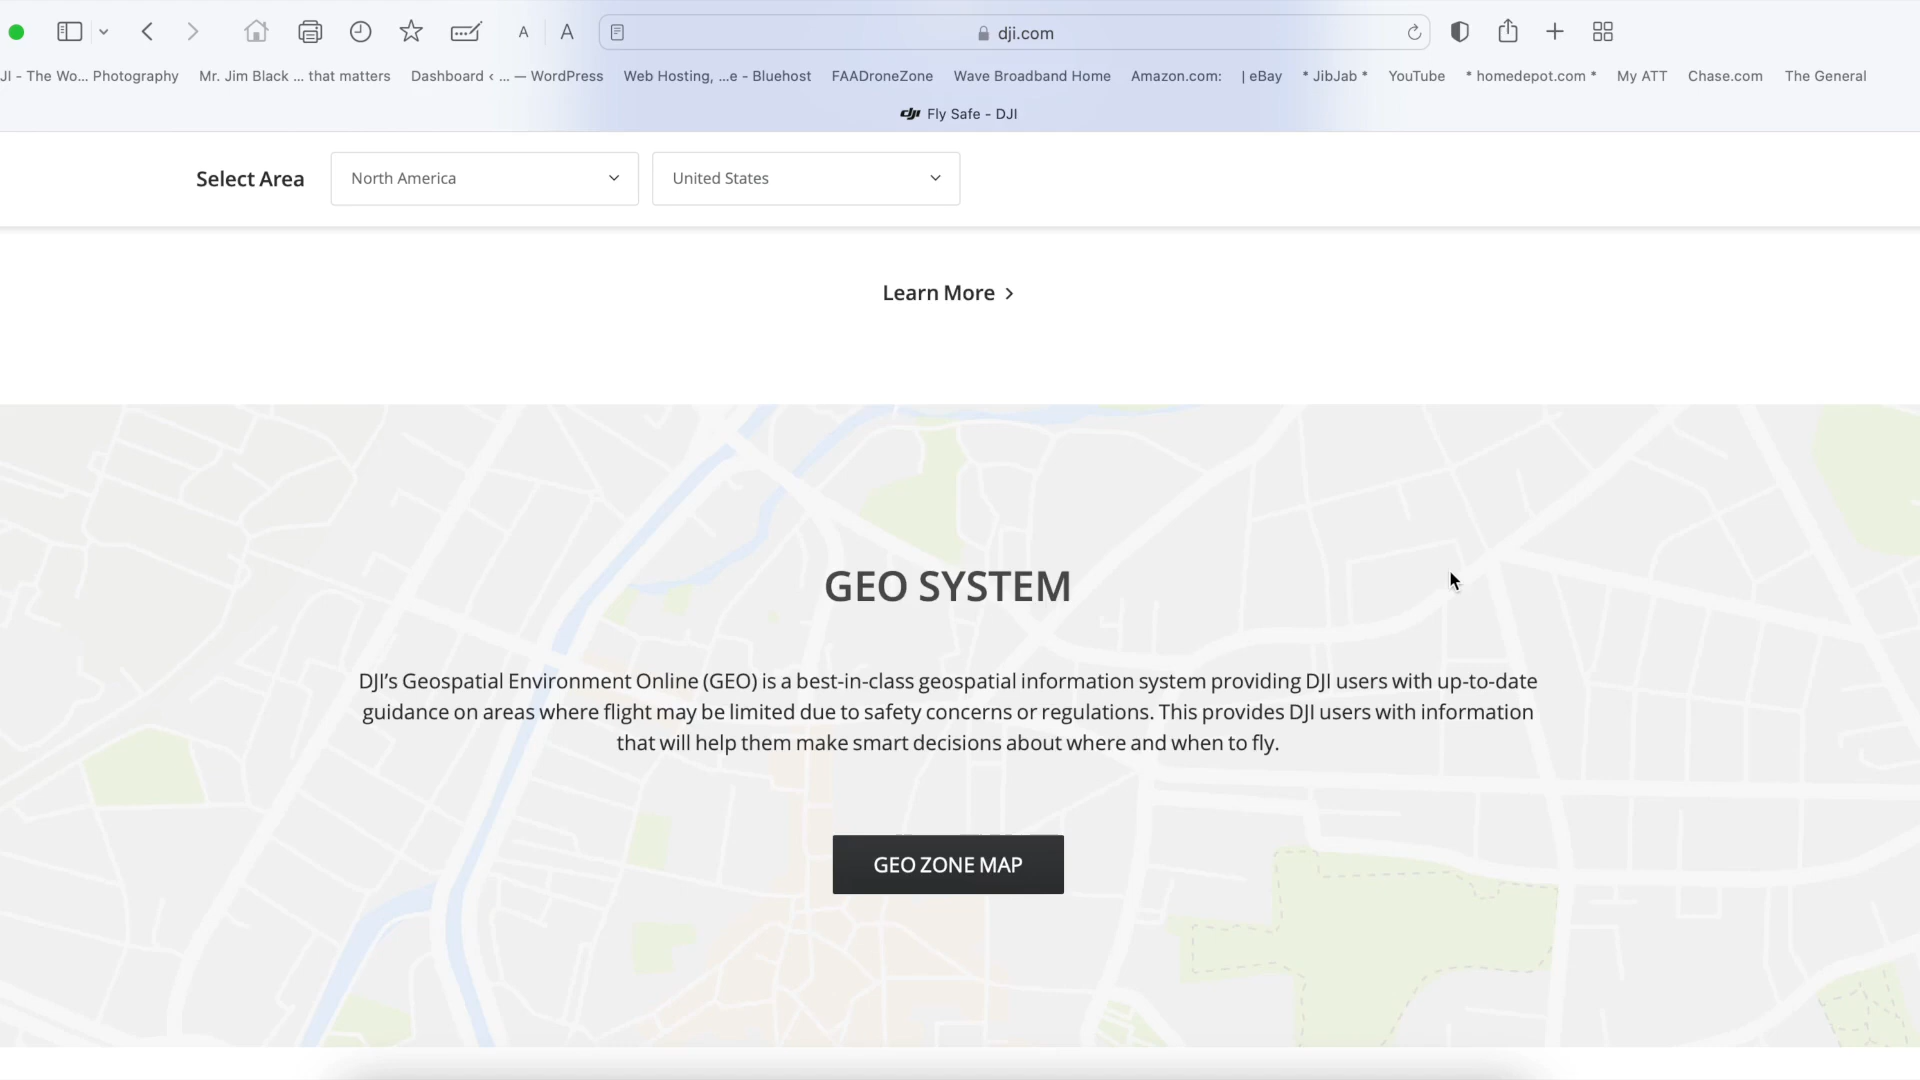 A A dji.com
JI - The Wo... Photography Mr. Jim Black ... that matters Dashboard < ... — WordPress Web Hosting, ...e - Bluehost FAADroneZone Wave Broadband Home Amazon.com: | eBay * JibJab * YouTube * homedepot.com * My ATT Chase.com The General
dji Fly Safe - DJI
Select Area North America United States
Learn More >
GEO SYSTEM
DJI’s Geospatial Environment Online (GEO) is a best-in-class geospatial information system providing DJI users with up-to-date
guidance on areas where flight may be limited due to safety concerns or regulations. This provides DJI users with information
that will help them make smart decisions about where and when to fly.
GEO ZONE MAP